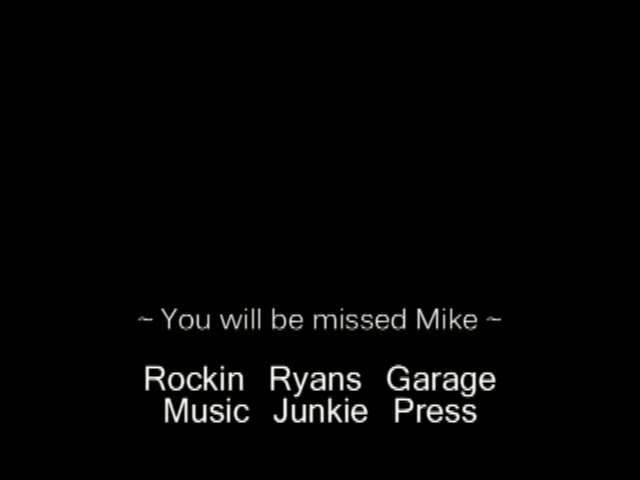 ~ You will be missed Mike ~
Rockin Ryans Garage
Music Junkie Press